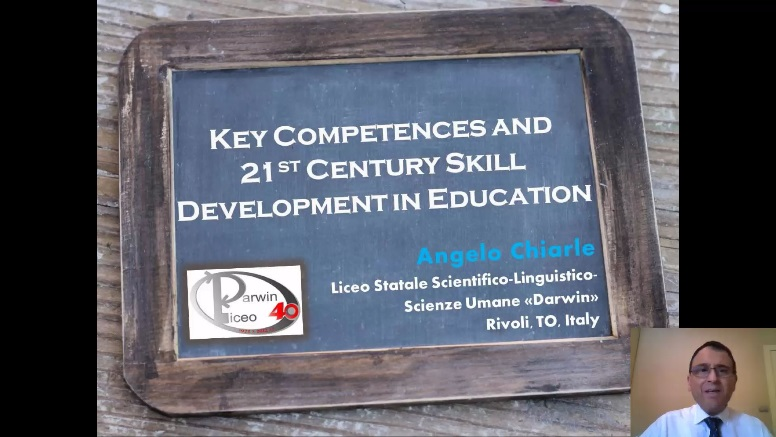 KEY COMPETENCES AND
21ST CENTURY SKILL
DEVELOPMENT IN EDUCATION
Angelo Chiarle
Liceo Statale Scientifico-Linguistico-
Scienze Umane «Darwin»
Rivoli, TO, Italy
Darwin
Liceo 40